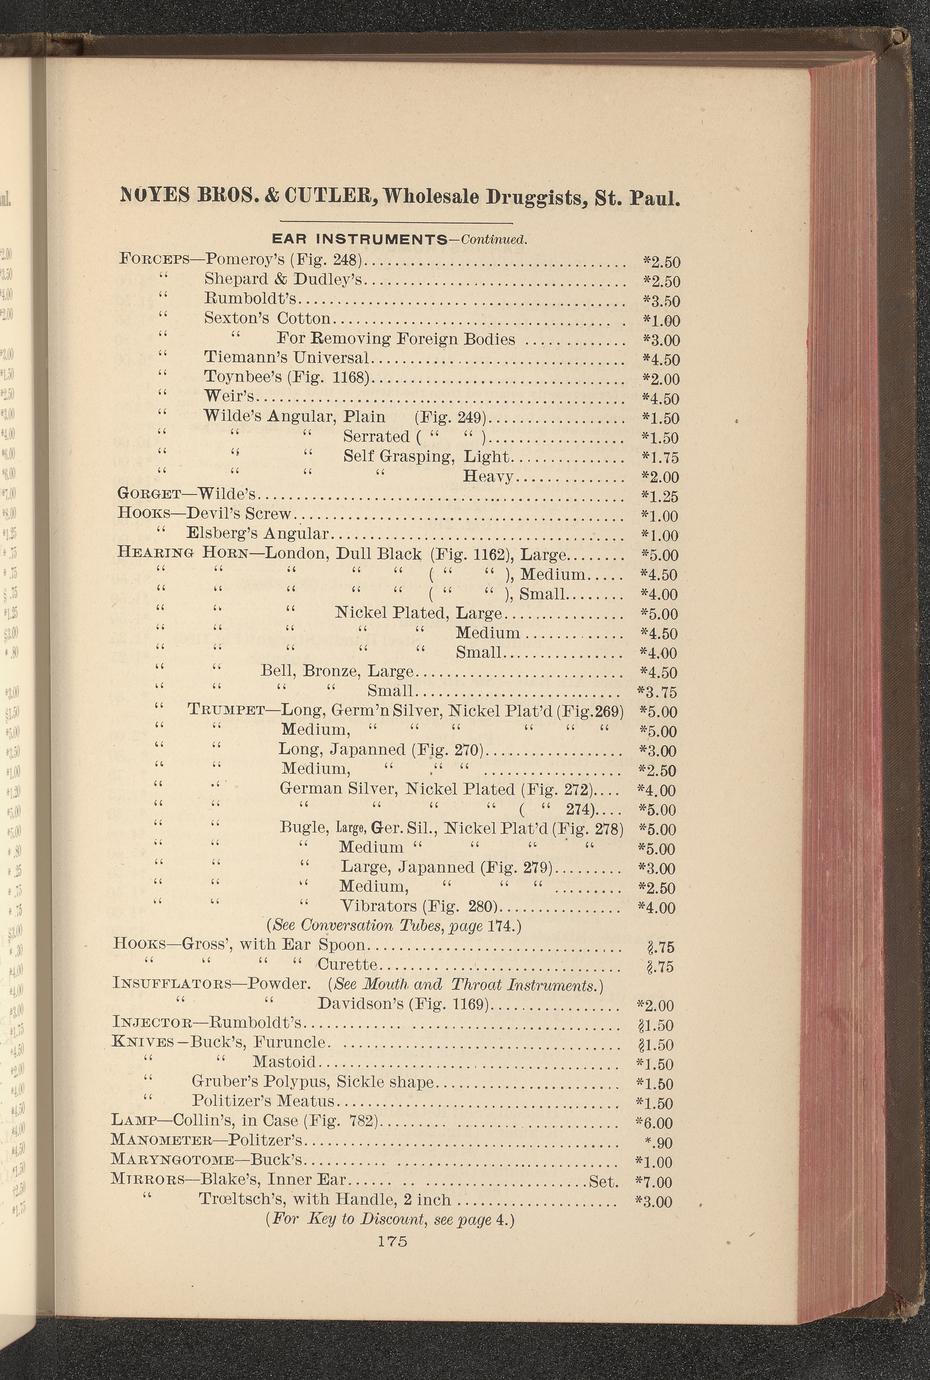 NOYES BROS. & CUTLER, Wholesale Druggists, St. Paul.
EAR INSTRUMENTS—Continued.
FORCEPS—Pomeroy's (Fig. 248)................................. *2.50
“ Shepard & Dudley's................................. *2.50
“ Rumboldt's.......................................... *3.50
“ Sexton's Cotton..................................... *1.00
“ “ For Removing Foreign Bodies ............. *3.00
“ Tiemann's Universal................................. *4.50
“ Toynbee's (Fig. 1168)................................ *2.00
“ Weir's............................................... *4.50
“ Wilde's Angular, Plain (Fig. 249).................. *1.50
“ “ “ Serrated ( “ “ ).................. *1.50
“ “ “ Self Grasping, Light............... *1.75
“ “ “ “ Heavy.............. *2.00
GORGET—Wilde's............................................... *1.25
HOOKS—Devil's Screw.......................................... *1.00
“ Elsberg's Angular...................................... *1.00
HEARING HORN—London, Dull Black (Fig. 1162), Large........ *5.00
“ “ “ “ “ ( “ “ ), Medium..... *4.50
“ “ “ “ “ ( “ “ ), Small........ *4.00
“ “ “ Nickel Plated, Large................ *5.00
“ “ “ “ “ Medium ............. *4.50
“ “ “ “ “ Small................ *4.00
“ “ Bell, Bronze, Large........................... *4.50
“ “ “ “ Small........................... *3.75
“ TRUMPET—Long, Germ'n Silver, Nickel Plat'd (Fig.269) *5.00
“ “ Medium, “ “ “ “ “ “ *5.00
“ “ Long, Japanned (Fig. 270).................. *3.00
“ “ Medium, “ “ “ .................. *2.50
“ “ German Silver, Nickel Plated (Fig. 272).... *4.00
“ “ “ “ “ “ ( “ 274).... *5.00
“ “ Bugle, Large, Ger. Sil., Nickel Plat'd (Fig. 278) *5.00
“ “ “ Medium “ “ “ “ *5.00
“ “ “ Large, Japanned (Fig. 279)......... *3.00
“ “ “ Medium, “ “ “ ......... *2.50
“ “ “ Vibrators (Fig. 280)................ *4.00
(See Conversation Tubes, page 174.)
HOOKS—Gross', with Ear Spoon................................. §.75
“ “ “ “ Curette............................... §.75
INSUFFLATORS—Powder. (See Mouth and Throat Instruments.)
“ “ Davidson's (Fig. 1169)................. *2.00
INJECTOR—Rumboldt's......................................... §1.50
KNIVES—Buck's, Furuncle. ................................... §1.50
“ “ Mastoid....................................... *1.50
“ Gruber's Polypus, Sickle shape........................ *1.50
“ Politizer's Meatus.................................... *1.50
LAMP—Collin's, in Case (Fig. 782).............................. *6.00
MANOMETER—Politzer's........................................ *.90
MARYNGOTOME—Buck's........................................ *1.00
MIRRORS—Blake's, Inner Ear...... .. .......................Set. *7.00
“ Trœltsch's, with Handle, 2 inch ..................... *3.00
(For Key to Discount, see page 4.)
175